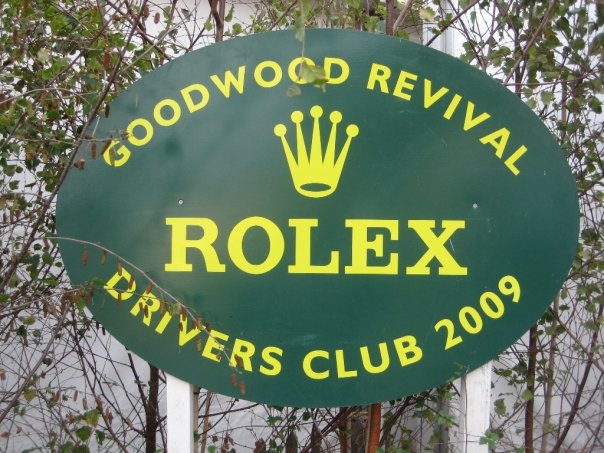 GOODWOOD REVIVAL
ROLEX
DRIVERS CLUB 2009